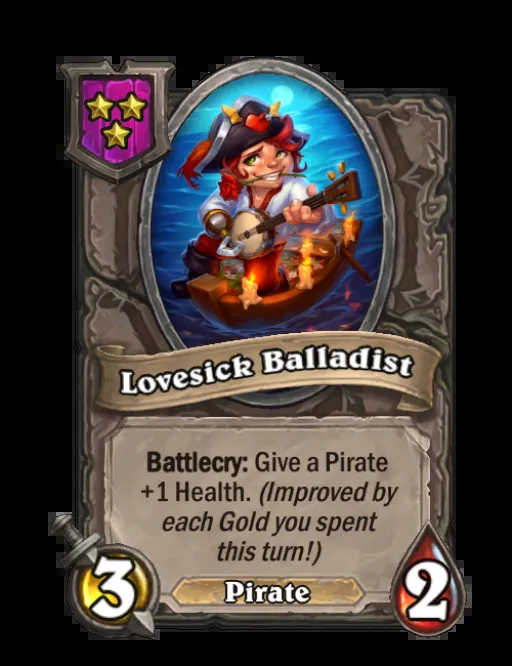 Lovesick Balladist
Battlecry: Give a Pirate
+1 Health. (Improved by
each Gold you spent
this turn!)
3
Pirate
2